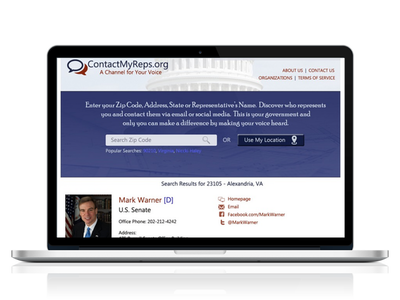 ContactMyReps.org
A Channel for Your Voice
ABOUT US | CONTACT US
ORGANIZATIONS | TERMS OF SERVICE
Enter your Zip Code, Address, State or Representative's Name. Discover who represents
you and contact them via email or social media. This is your government and
only you can make a difference by making your voice heard.
Search Zip Code
OR
Use My Location
Popular Searches:
Search Results for 23105 - Alexandria, VA
Mark Warner [D]
U.S. Senate
Office Phone: 202-212-4242
Address:
Homepage
Email
Facebook.com/MarkWarner
@MarkWarner